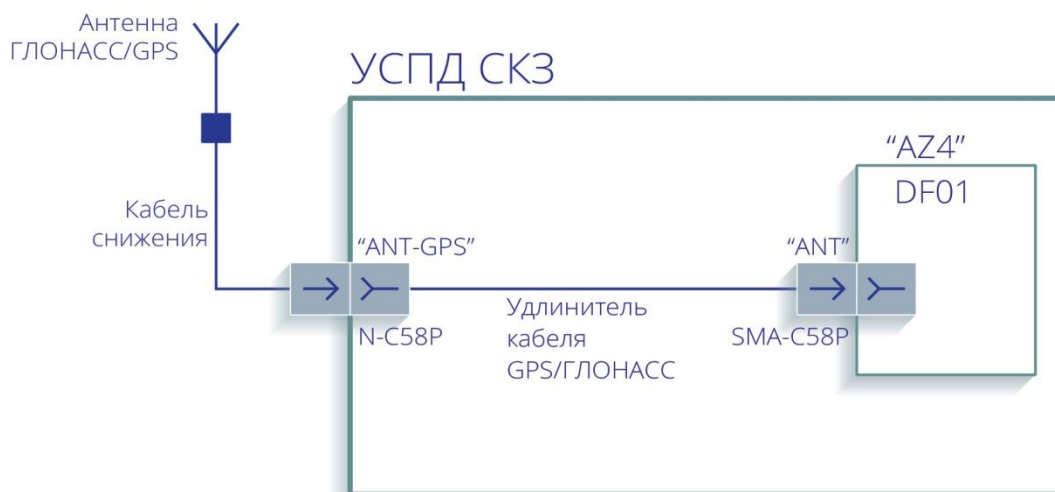 Антенна
ГЛОНАСС/GPS
УСПД СКЗ
“AZ4”
DF01
Кабель
снижения
“ANT-GPS”
“ANT”
N-C58P
Удлинитель
кабеля
GPS/ГЛОНАСС
SMA-C58P